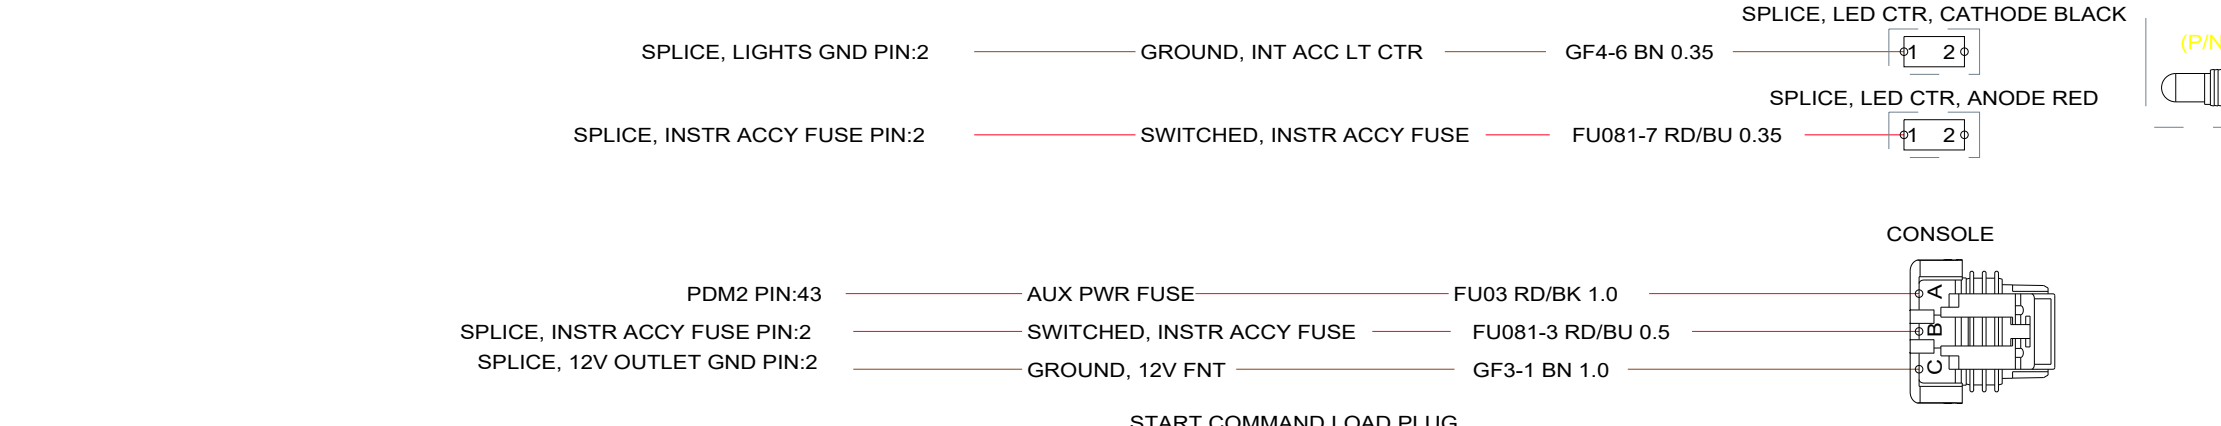 SPLICE, LED CTR, CATHODE BLACK
SPLICE, LIGHTS GND PIN:2 GROUND, INT ACC LT CTR GF4-6 BN 0.35 1 2
(P/N
SPLICE, LED CTR, ANODE RED
SPLICE, INSTR ACCY FUSE PIN:2 SWITCHED, INSTR ACCY FUSE FU081-7 RD/BU 0.35 1 2
CONSOLE
PDM2 PIN:43 AUX PWR FUSE FU03 RD/BK 1.0 A
SPLICE, INSTR ACCY FUSE PIN:2 SWITCHED, INSTR ACCY FUSE FU081-3 RD/BU 0.5 B
SPLICE, 12V OUTLET GND PIN:2 GROUND, 12V FNT GF3-1 BN 1.0 C
START COMMAND LOAD PLUG